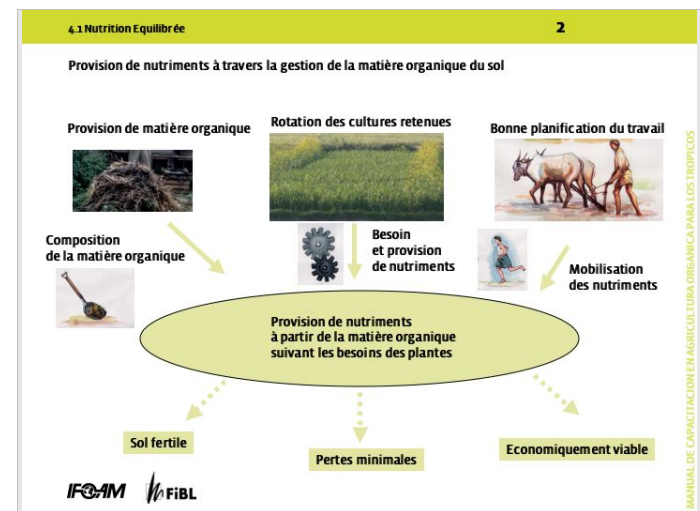 4.1 Nutrition Equilibrée
2
Provision de nutriments à travers la gestion de la matière organique du sol
Provision de matière organique
Rotation des cultures retenues
Bonne planification du travail
Composition
de la matière organique
Besoin
et provision
de nutriments
Mobilisation
des nutriments
Provision de nutriments
à partir de la matière organique
suivant les besoins des plantes
Sol fertile
Pertes minimales
Economiquement viable
IFOAM
FiBL
MANUAL DE CAPACITACION EN AGRICULTURA ORGANICA PARA LOS TROPICOS